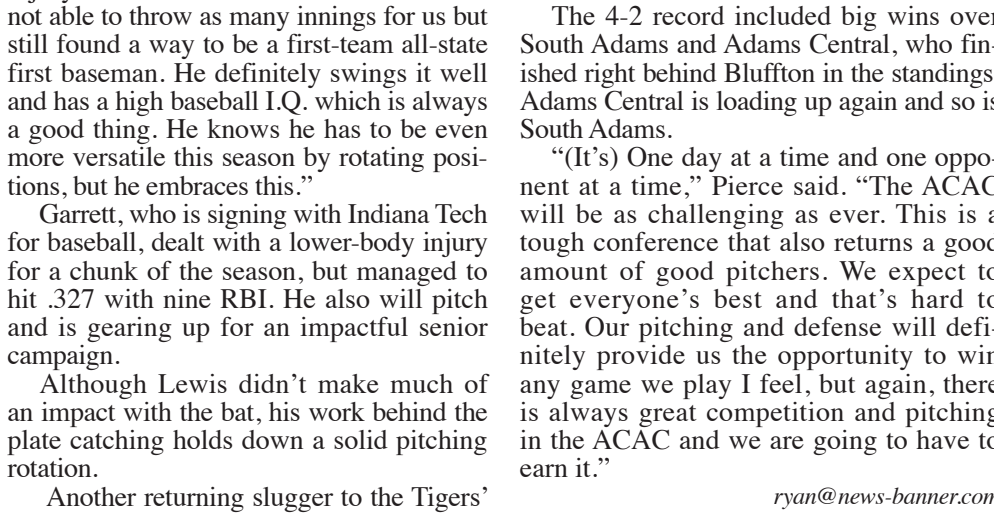 not able to throw as many innings for us but
still found a way to be a first-team all-state
first baseman. He definitely swings it well
and has a high baseball I.Q. which is always
a good thing. He knows he has to be even
more versatile this season by rotating posi-
tions, but he embraces this.”
Garrett, who is signing with Indiana Tech
for baseball, dealt with a lower-body injury
for a chunk of the season, but managed to
hit .327 with nine RBI. He also will pitch
and is gearing up for an impactful senior
campaign.
Although Lewis didn’t make much of
an impact with the bat, his work behind the
plate catching holds down a solid pitching
rotation.
Another returning slugger to the Tigers’
The 4-2 record included big wins over
South Adams and Adams Central, who fin-
ished right behind Bluffton in the standings
Adams Central is loading up again and so is
South Adams.
“(It’s) One day at a time and one oppo-
nent at a time,” Pierce said. “The ACAC
will be as challenging as ever. This is a
tough conference that also returns a good
amount of good pitchers. We expect to
get everyone’s best and that’s hard to
beat. Our pitching and defense will defi-
nitely provide us the opportunity to win
any game we play I feel, but again, there
is always great competition and pitching
in the ACAC and we are going to have to
earn it.”
ryan@news-banner.com